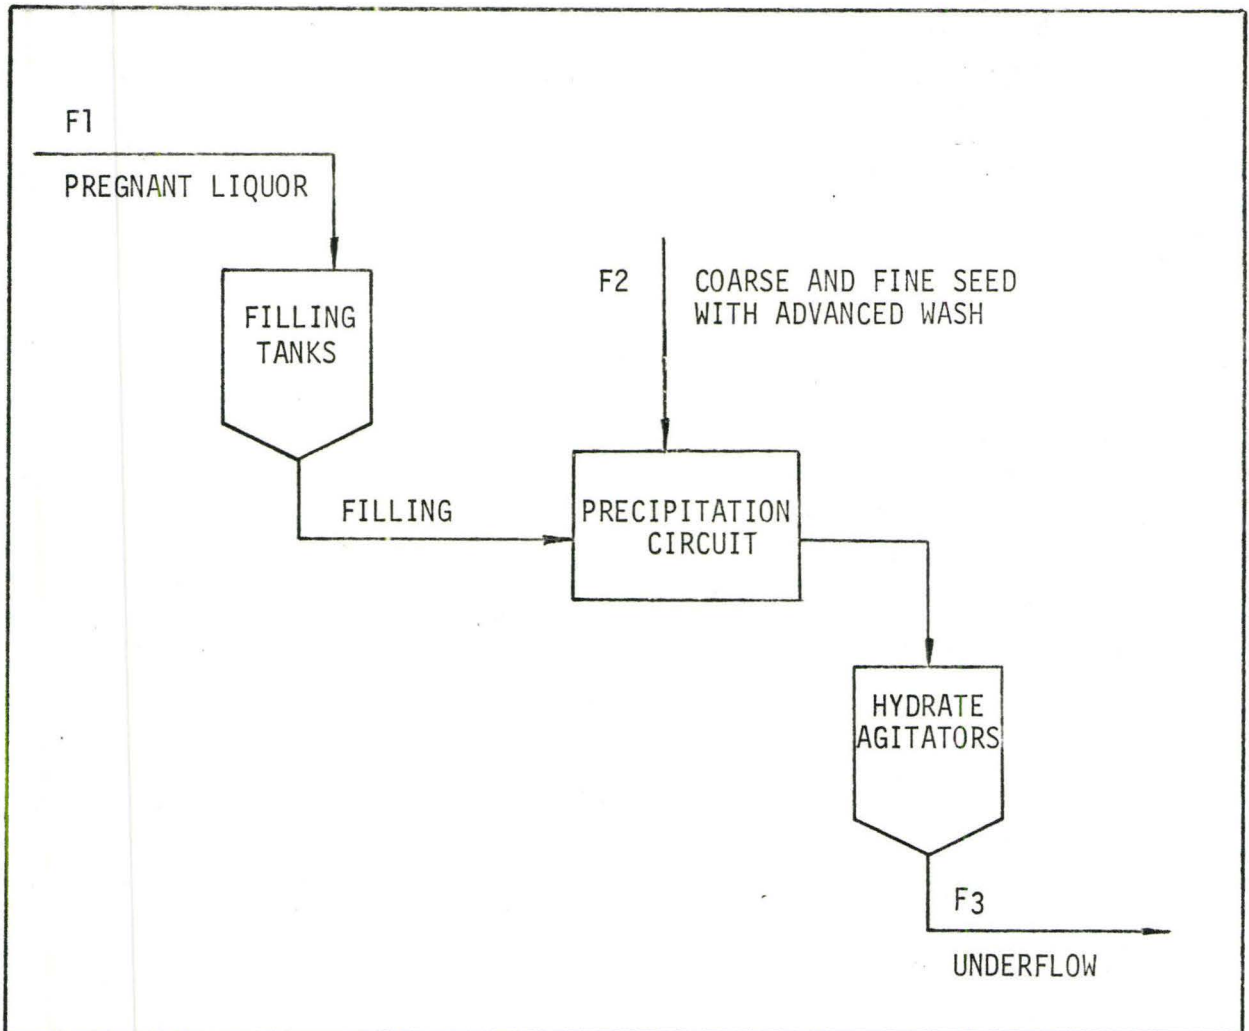 F1
PREGNANT LIQUOR
FILLING
TANKS
F2
COARSE AND FINE SEED
WITH ADVANCED WASH
FILLING
PRECIPITATION
CIRCUIT
HYDRATE
AGITATORS
F3
UNDERFLOW